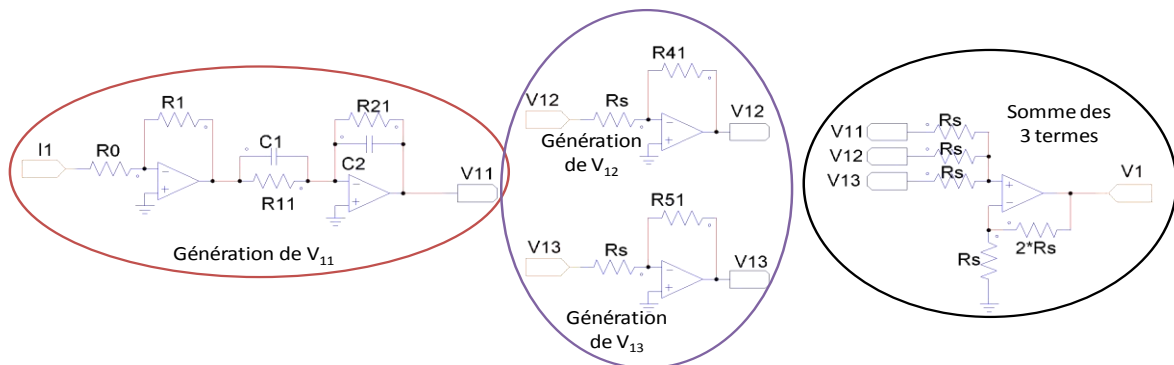 I1
R0
R1
C1
R11
R21
C2
V11
Génération de V11
V12
Rs
R41
V12
Génération
de V12
V13
Rs
R51
V13
Génération
de V13
Somme des
3 termes
V11
Rs
V12
Rs
V13
Rs
V1
2*Rs
Rs